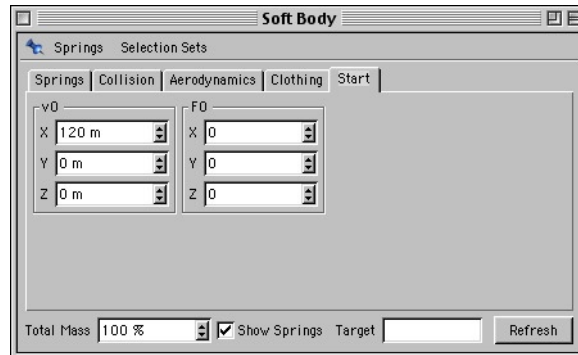 Soft Body
Springs Selection Sets
Springs Collision Aerodynamics Clothing Start
v0 F0
X 120 m X 0
Y 0 m Y 0
Z 0 m Z 0
Total Mass 100 % Show Springs Target Refresh